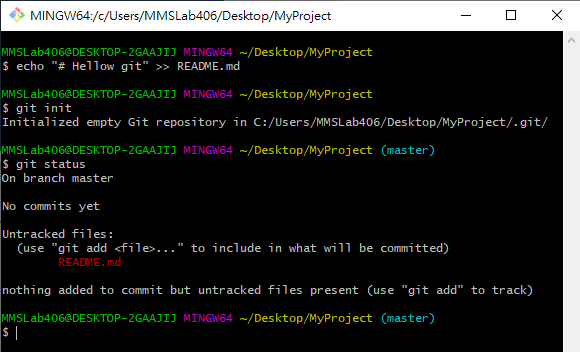 MINGW64:/c/Users/MMSLab406/Desktop/MyProject
MMSLab406@DESKTOP-2GAAJIJ MINGW64 ~/Desktop/MyProject
$ echo "# Hellow git" >> README.md
MMSLab406@DESKTOP-2GAAJIJ MINGW64 ~/Desktop/MyProject
$ git init
Initialized empty Git repository in C:/Users/MMSLab406/Desktop/MyProject/.git/
MMSLab406@DESKTOP-2GAAJIJ MINGW64 ~/Desktop/MyProject (master)
$ git status
On branch master
No commits yet
Untracked files:
(use "git add <file>..." to include in what will be committed)
README.md
nothing added to commit but untracked files present (use "git add" to track)
MMSLab406@DESKTOP-2GAAJIJ MINGW64 ~/Desktop/MyProject (master)
$